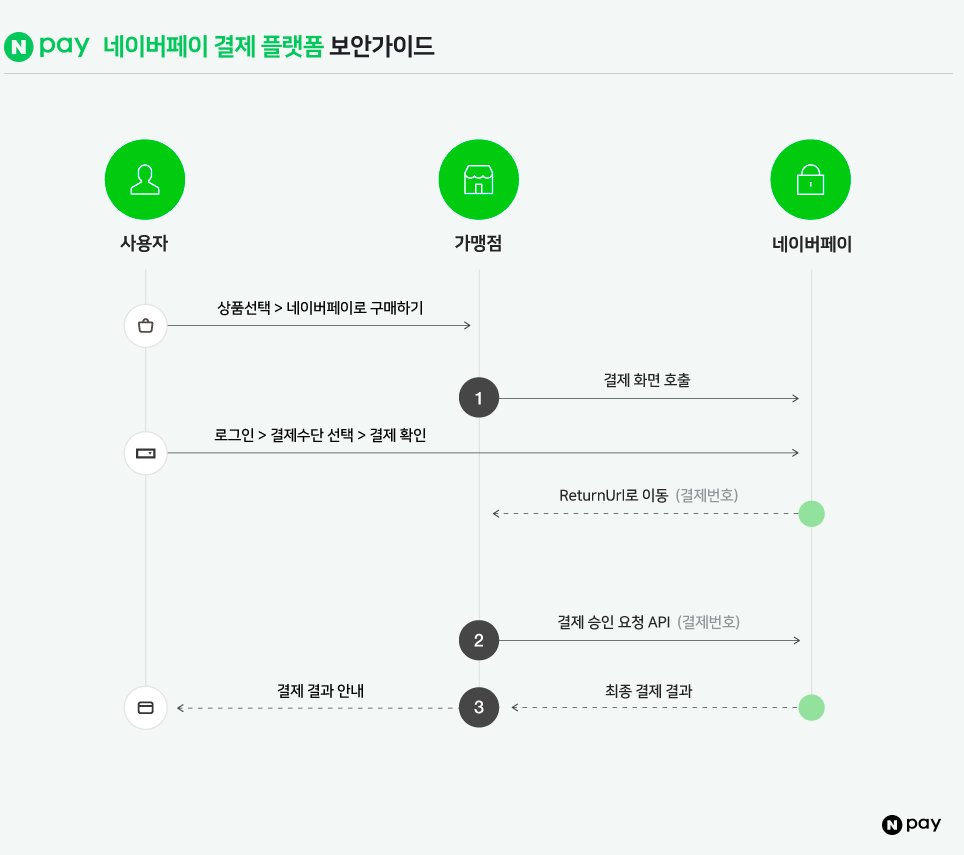 N pay 네이버페이 결제 플랫폼 보안가이드
사용자
가맹점
네이버페이
상품선택 > 네이버페이로 구매하기
결제 화면 호출
1
로그인 > 결제수단 선택 > 결제 확인
ReturnUrl로 이동 (결제번호)
결제 승인 요청 API (결제번호)
2
결제 결과 안내
3
최종 결제 결과
N pay